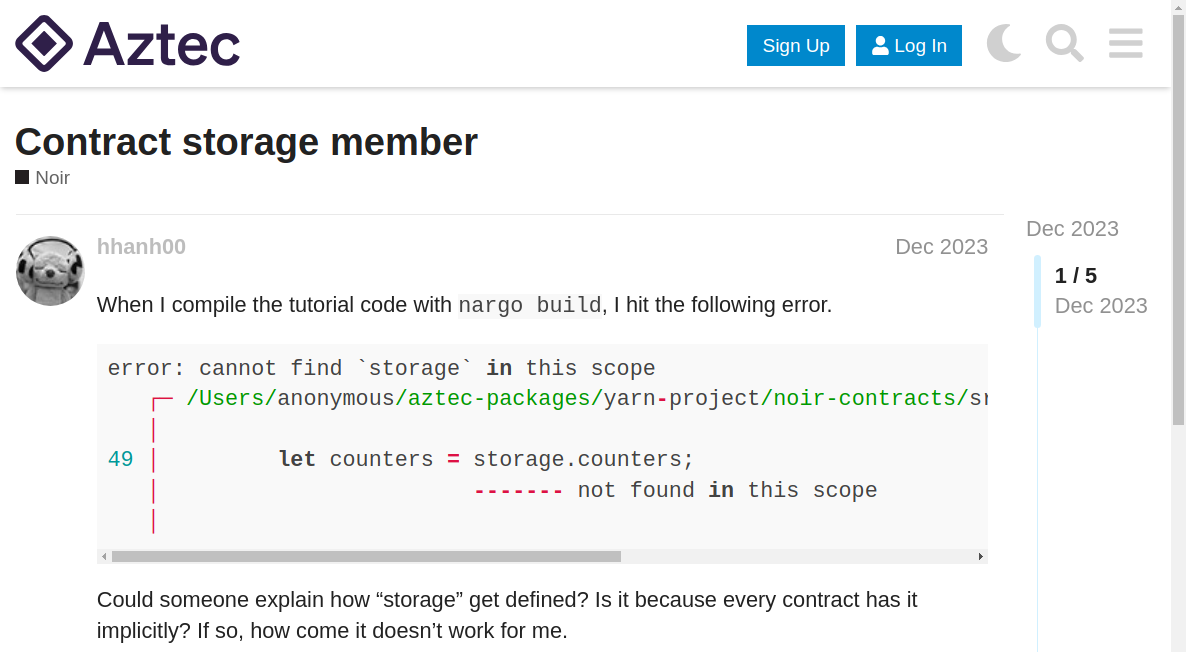 Aztec
Sign Up
Log In
Contract storage member
Noir
Dec 2023
hhanh00
Dec 2023
1 / 5
Dec 2023
When I compile the tutorial code with nargo build, I hit the following error.
error: cannot find `storage` in this scope
┌─ /Users/anonymous/aztec-packages/yarn-project/noir-contracts/sr
│
49 │ let counters = storage.counters;
│ ------- not found in this scope
│
Could someone explain how “storage” get defined? Is it because every contract has it
implicitly? If so, how come it doesn’t work for me.